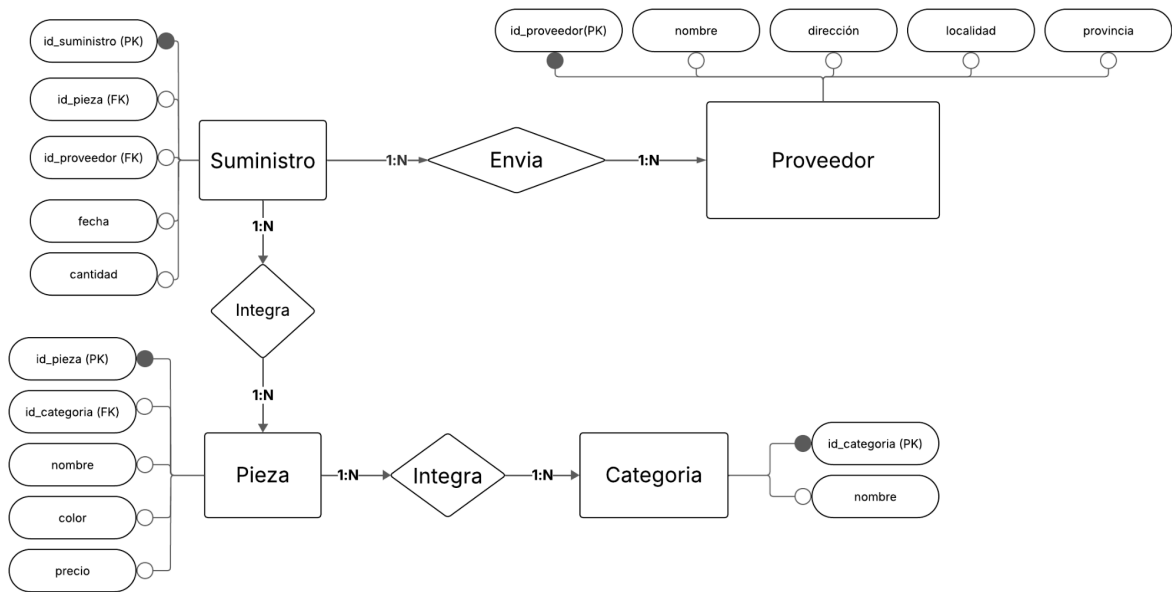 id_suministro (PK)
id_pieza (FK)
id_proveedor (FK)
fecha
cantidad
Suministro
1:N
Envia
1:N
id_proveedor(PK)
nombre
dirección
localidad
provincia
Proveedor
1:N
Integra
1:N
id_pieza (PK)
id_categoria (FK)
nombre
color
precio
Pieza
1:N
Integra
1:N
Categoria
id_categoria (PK)
nombre